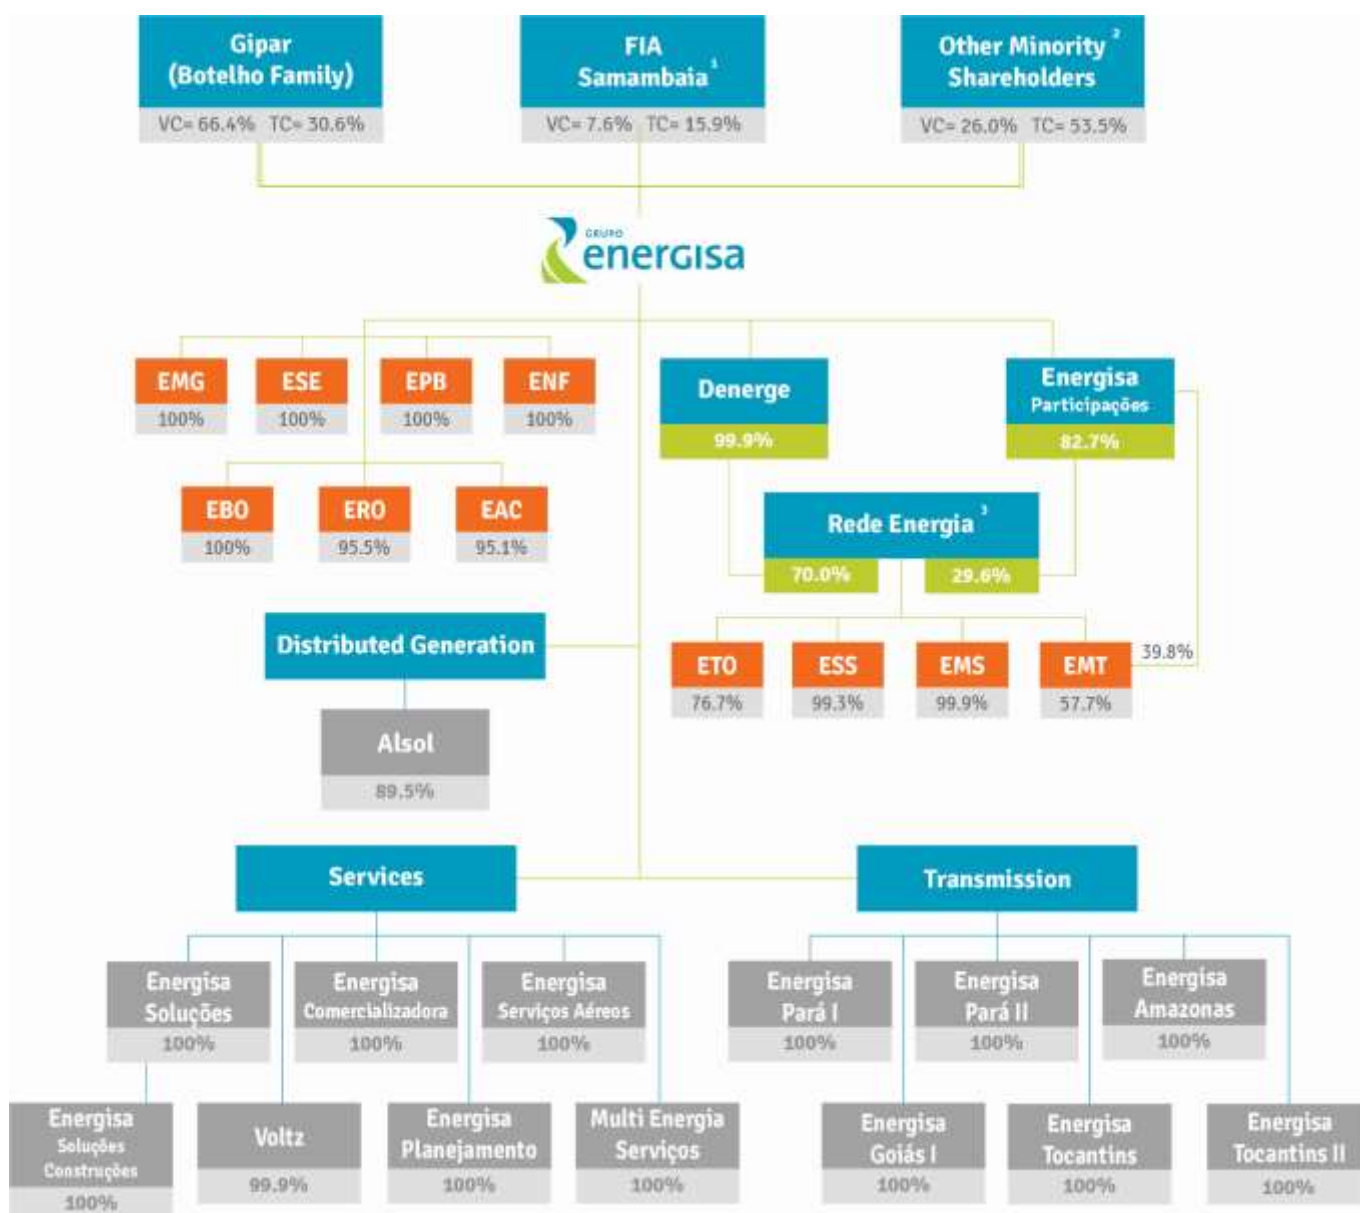 Gipar
(Botelho Family)
VC= 66.4% TC= 30.6%
FIA
Samambaia 1
VC= 7.6% TC= 15.9%
Other Minority 2
Shareholders
VC= 26.0% TC= 53.5%
GRUPO
energisa
EMG
100%
ESE
100%
EPB
100%
ENF
100%
Denerge
99.9%
Energisa
Participações
82.7%
EBO
100%
ERO
95.5%
EAC
95.1%
Rede Energia 3
70.0%
29.6%
ETO
76.7%
ESS
99.3%
EMS
99.9%
EMT
57.7%
39.8%
Distributed Generation
Alsol
89.5%
Services
Transmission
Energisa
Soluções
100%
Energisa
Comercializadora
100%
Energisa
Serviços Aéreos
100%
Energisa
Pará I
100%
Energisa
Pará II
100%
Energisa
Amazonas
100%
Energisa
Soluções
Construções
100%
Voltz
99.9%
Energisa
Planejamento
100%
Multi Energia
Serviços
100%
Energisa
Goiás I
100%
Energisa
Tocantins
100%
Energisa
Tocantins II
100%